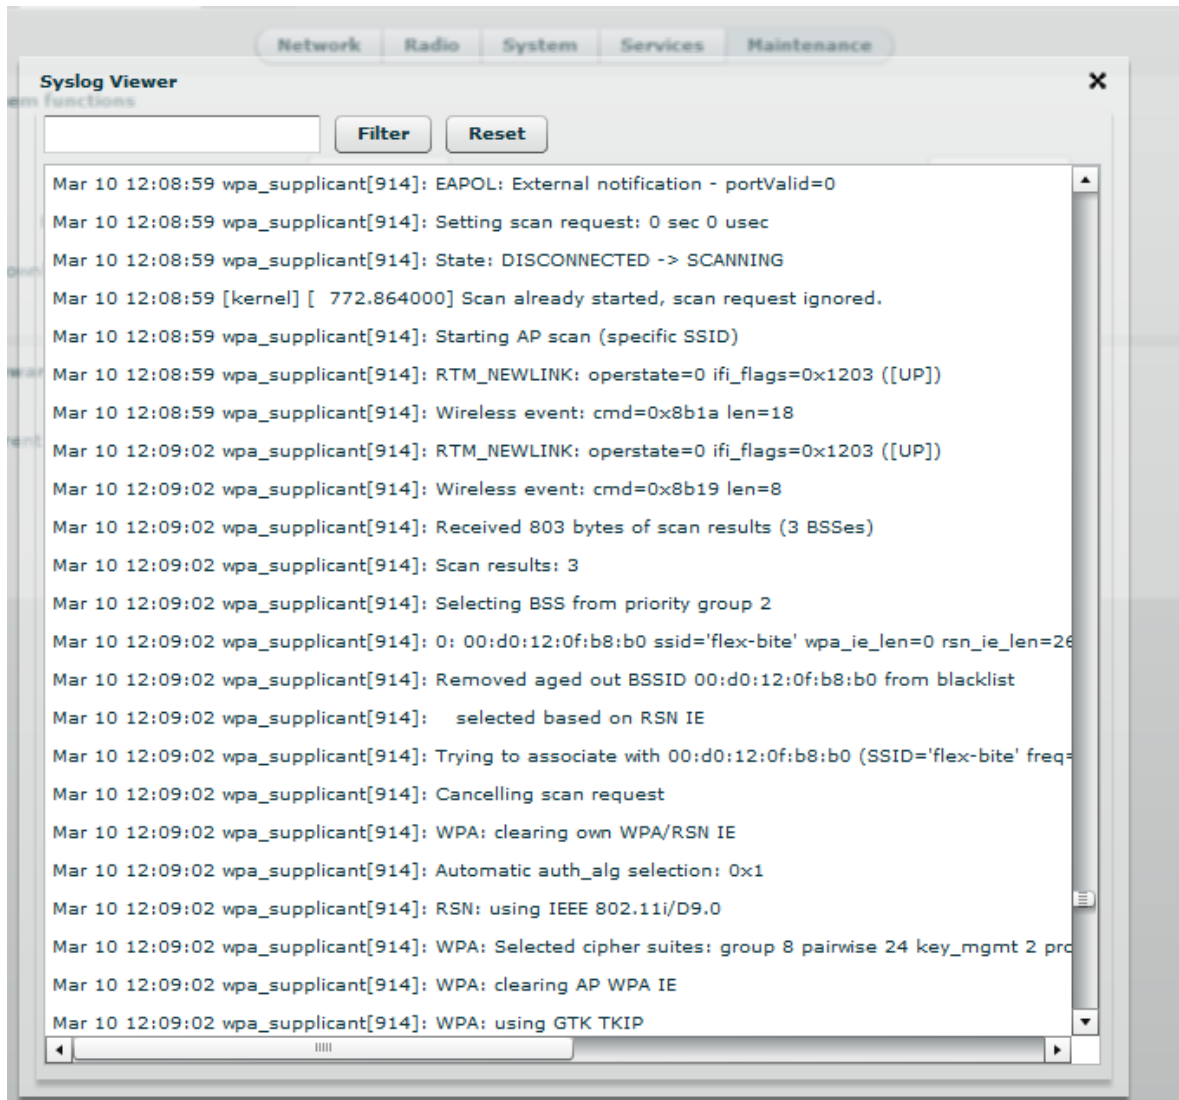 Network Radio System Services Maintenance
Syslog Viewer
em functions
Filter Reset
Mar 10 12:08:59 wpa_supplicant[914]: EAPOL: External notification - portValid=0
Mar 10 12:08:59 wpa_supplicant[914]: Setting scan request: 0 sec 0 usec
Mar 10 12:08:59 wpa_supplicant[914]: State: DISCONNECTED -> SCANNING
Mar 10 12:08:59 [kernel] [  772.864000] Scan already started, scan request ignored.
Mar 10 12:08:59 wpa_supplicant[914]: Starting AP scan (specific SSID)
Mar 10 12:08:59 wpa_supplicant[914]: RTM_NEWLINK: operstate=0 ifi_flags=0x1203 ([UP])
Mar 10 12:08:59 wpa_supplicant[914]: Wireless event: cmd=0x8b1a len=18
Mar 10 12:09:02 wpa_supplicant[914]: RTM_NEWLINK: operstate=0 ifi_flags=0x1203 ([UP])
Mar 10 12:09:02 wpa_supplicant[914]: Wireless event: cmd=0x8b19 len=8
Mar 10 12:09:02 wpa_supplicant[914]: Received 803 bytes of scan results (3 BSSes)
Mar 10 12:09:02 wpa_supplicant[914]: Scan results: 3
Mar 10 12:09:02 wpa_supplicant[914]: Selecting BSS from priority group 2
Mar 10 12:09:02 wpa_supplicant[914]: 0: 00:d0:12:0f:b8:b0 ssid='flex-bite' wpa_ie_len=0 rsn_ie_len=26
Mar 10 12:09:02 wpa_supplicant[914]: Removed aged out BSSID 00:d0:12:0f:b8:b0 from blacklist
Mar 10 12:09:02 wpa_supplicant[914]:   selected based on RSN IE
Mar 10 12:09:02 wpa_supplicant[914]: Trying to associate with 00:d0:12:0f:b8:b0 (SSID='flex-bite' freq=
Mar 10 12:09:02 wpa_supplicant[914]: Cancelling scan request
Mar 10 12:09:02 wpa_supplicant[914]: WPA: clearing own WPA/RSN IE
Mar 10 12:09:02 wpa_supplicant[914]: Automatic auth_alg selection: 0x1
Mar 10 12:09:02 wpa_supplicant[914]: RSN: using IEEE 802.11i/D9.0
Mar 10 12:09:02 wpa_supplicant[914]: WPA: Selected cipher suites: group 8 pairwise 24 key_mgmt 2 pro
Mar 10 12:09:02 wpa_supplicant[914]: WPA: clearing AP WPA IE
Mar 10 12:09:02 wpa_supplicant[914]: WPA: using GTK TKIP